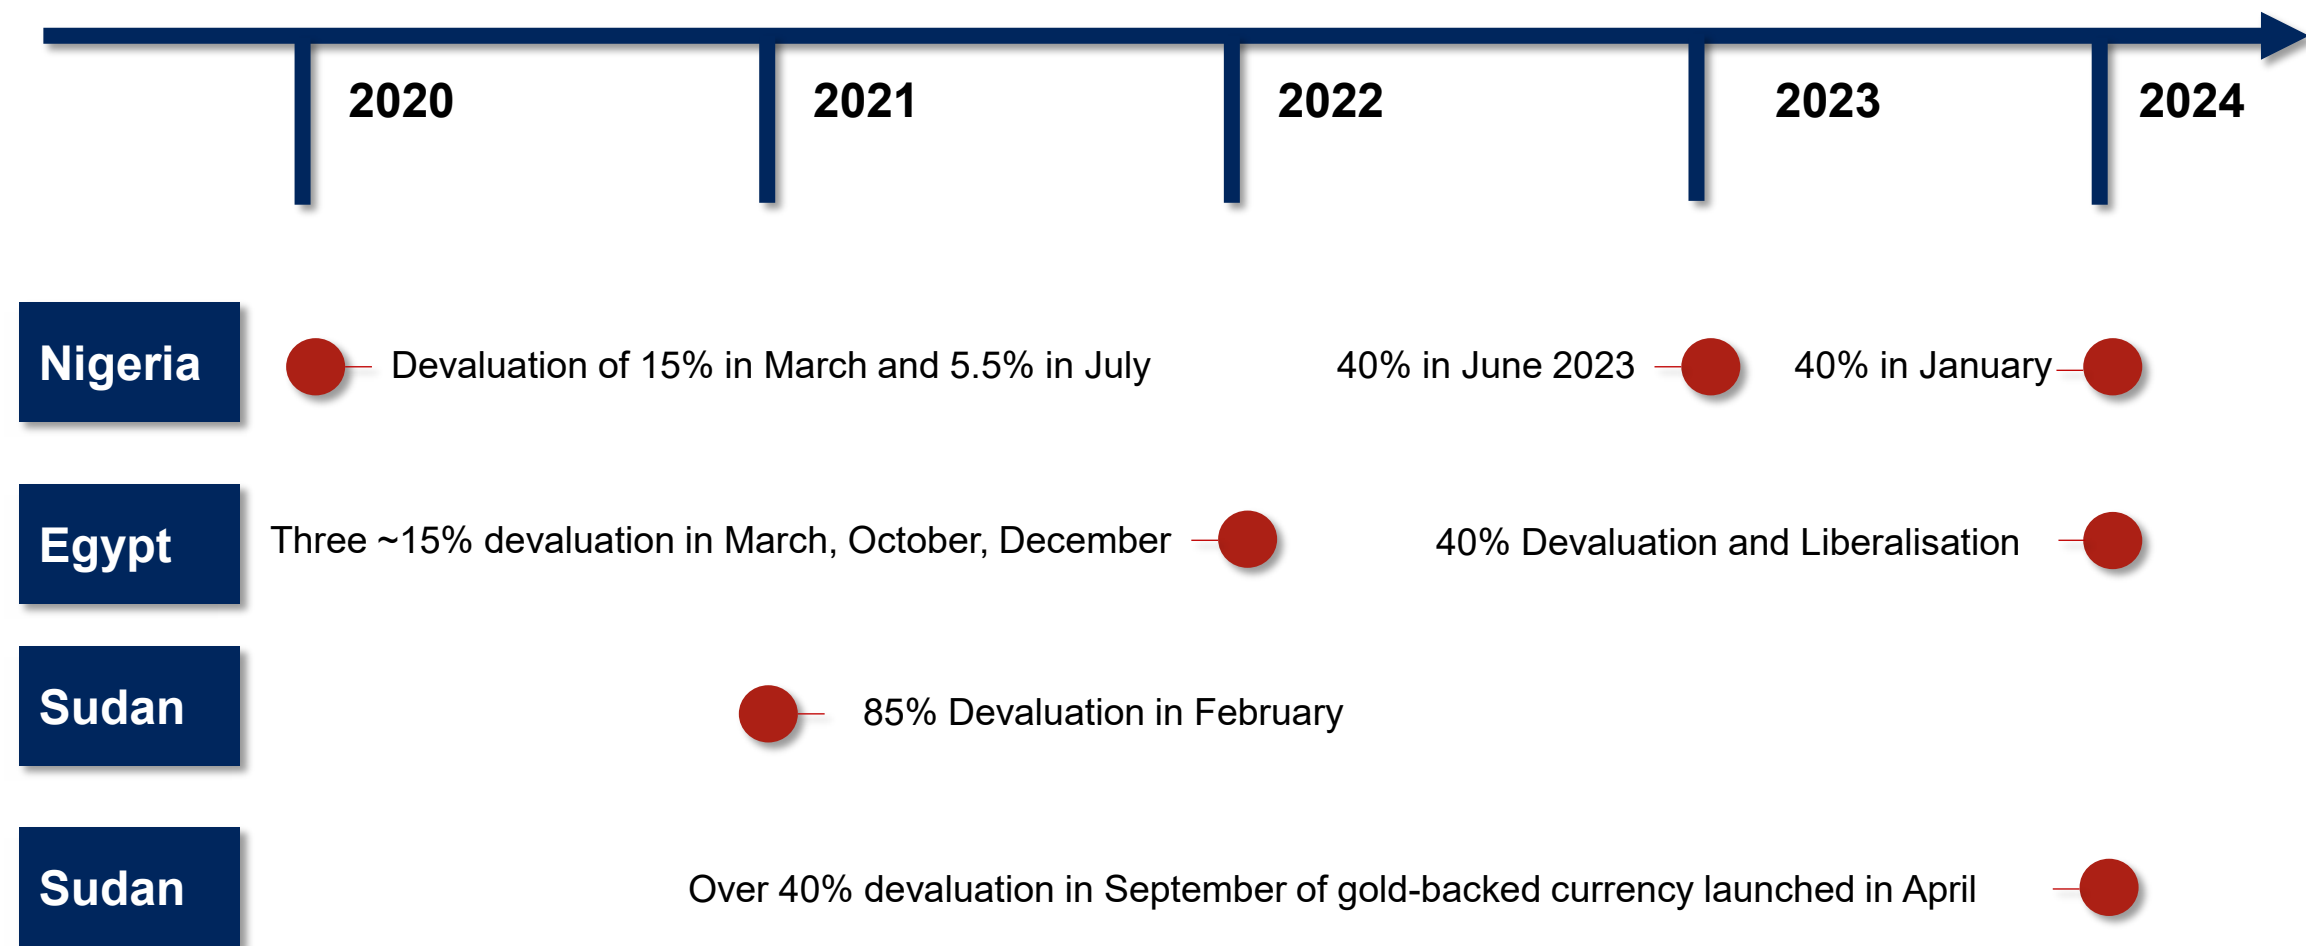 2020
2021
2022
2023
2024
Nigeria
Devaluation of 15% in March and 5.5% in July
40% in June 2023
40% in January
Egypt
Three ~15% devaluation in March, October, December
40% Devaluation and Liberalisation
Sudan
85% Devaluation in February
Sudan
Over 40% devaluation in September of gold-backed currency launched in April